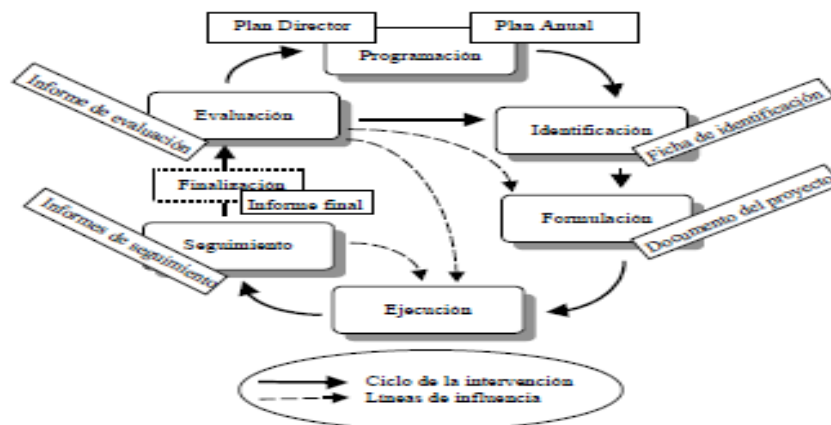 Plan Director
Plan Anual
Programación
Informe de evaluación
Evaluación
Identificación
Ficha de identificación
Finalización
Informe final
Formulación
Documento del proyecto
Informes de seguimiento
Seguimiento
Ejecución
Ciclo de la intervención
Líneas de influencia